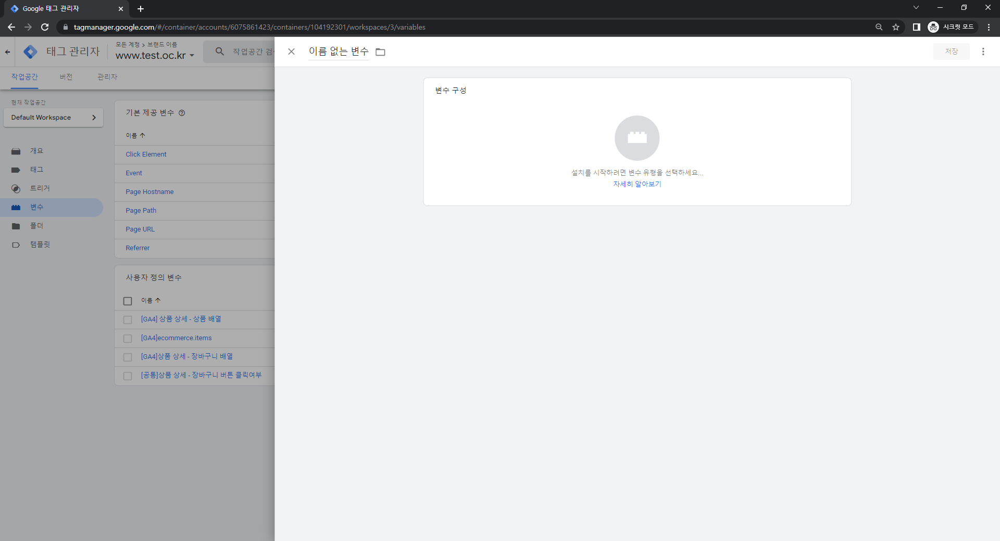 Google 태그 관리자
tagmanager.google.com/#/container/accounts/6075861423/containers/104192301/workspaces/3/variables
시크릿 모드
태그 관리자
모든 계정 > 브랜드 이름
www.test.oc.kr
작업공간 검
이름 없는 변수
저장
작업공간
버전
관리자
현재 작업공간
Default Workspace
개요
태그
트리거
변수
폴더
템플릿
기본 제공 변수
이름
Click Element
Event
Page Hostname
Page Path
Page URL
Referrer
사용자 정의 변수
이름
[GA4] 상품 상세 - 상품 배열
[GA4]ecommerce.items
[GA4]상품 상세 - 장바구니 배열
[공통]상품 상세 - 장바구니 버튼 클릭여부
변수 구성
설치를 시작하려면 변수 유형을 선택하세요...
자세히 알아보기